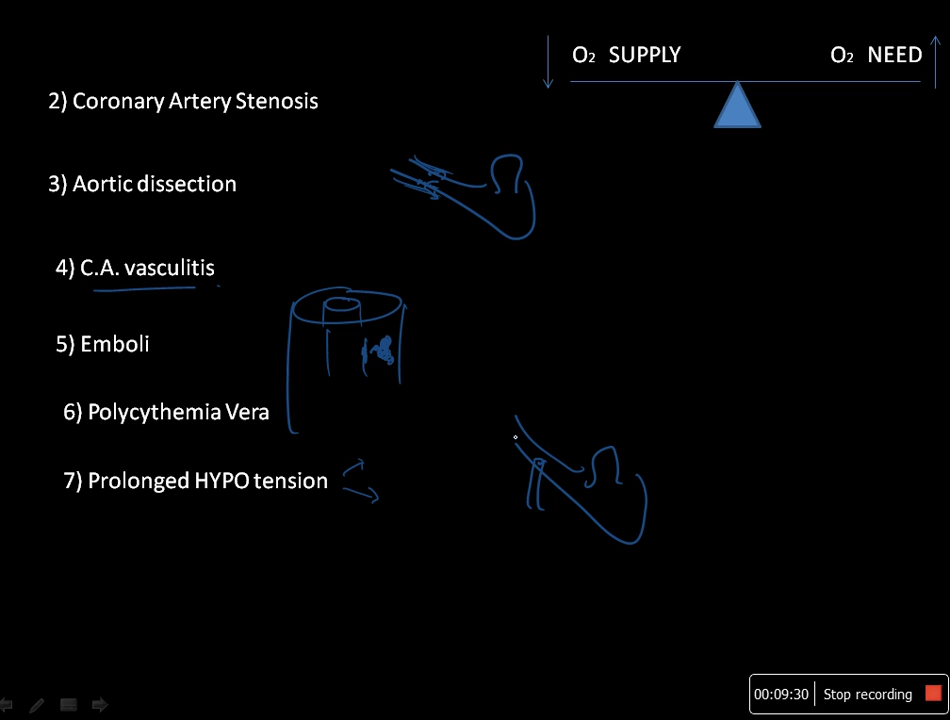 O₂ SUPPLY O₂ NEED
2) Coronary Artery Stenosis
3) Aortic dissection
4) C.A. vasculitis
5) Emboli
6) Polycythemia Vera
7) Prolonged HYPO tension
00:09:30 Stop recording